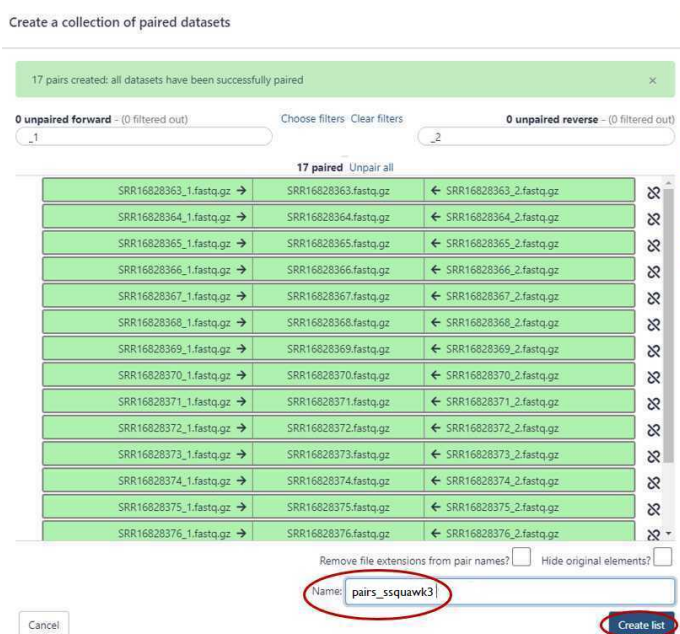 Create a collection of paired datasets
17 pairs created: all datasets have been successfully paired ×
0 unpaired forward – (0 filtered out) Choose filters Clear filters 0 unpaired reverse – (0 filtered out)
_1 _2
17 paired Unpair all
SRR16828363_1.fastq.gz → SRR16828363.fastq.gz ← SRR16828363_2.fastq.gz
SRR16828364_1.fastq.gz → SRR16828364.fastq.gz ← SRR16828364_2.fastq.gz
SRR16828365_1.fastq.gz → SRR16828365.fastq.gz ← SRR16828365_2.fastq.gz
SRR16828366_1.fastq.gz → SRR16828366.fastq.gz ← SRR16828366_2.fastq.gz
SRR16828367_1.fastq.gz → SRR16828367.fastq.gz ← SRR16828367_2.fastq.gz
SRR16828368_1.fastq.gz → SRR16828368.fastq.gz ← SRR16828368_2.fastq.gz
SRR16828369_1.fastq.gz → SRR16828369.fastq.gz ← SRR16828369_2.fastq.gz
SRR16828370_1.fastq.gz → SRR16828370.fastq.gz ← SRR16828370_2.fastq.gz
SRR16828371_1.fastq.gz → SRR16828371.fastq.gz ← SRR16828371_2.fastq.gz
SRR16828372_1.fastq.gz → SRR16828372.fastq.gz ← SRR16828372_2.fastq.gz
SRR16828373_1.fastq.gz → SRR16828373.fastq.gz ← SRR16828373_2.fastq.gz
SRR16828374_1.fastq.gz → SRR16828374.fastq.gz ← SRR16828374_2.fastq.gz
SRR16828375_1.fastq.gz → SRR16828375.fastq.gz ← SRR16828375_2.fastq.gz
SRR16828376_1.fastq.gz → SRR16828376.fastq.gz ← SRR16828376_2.fastq.gz
Remove file extensions from pair names? Hide original elements?
Name: pairs_ssquawk3
Cancel Create list